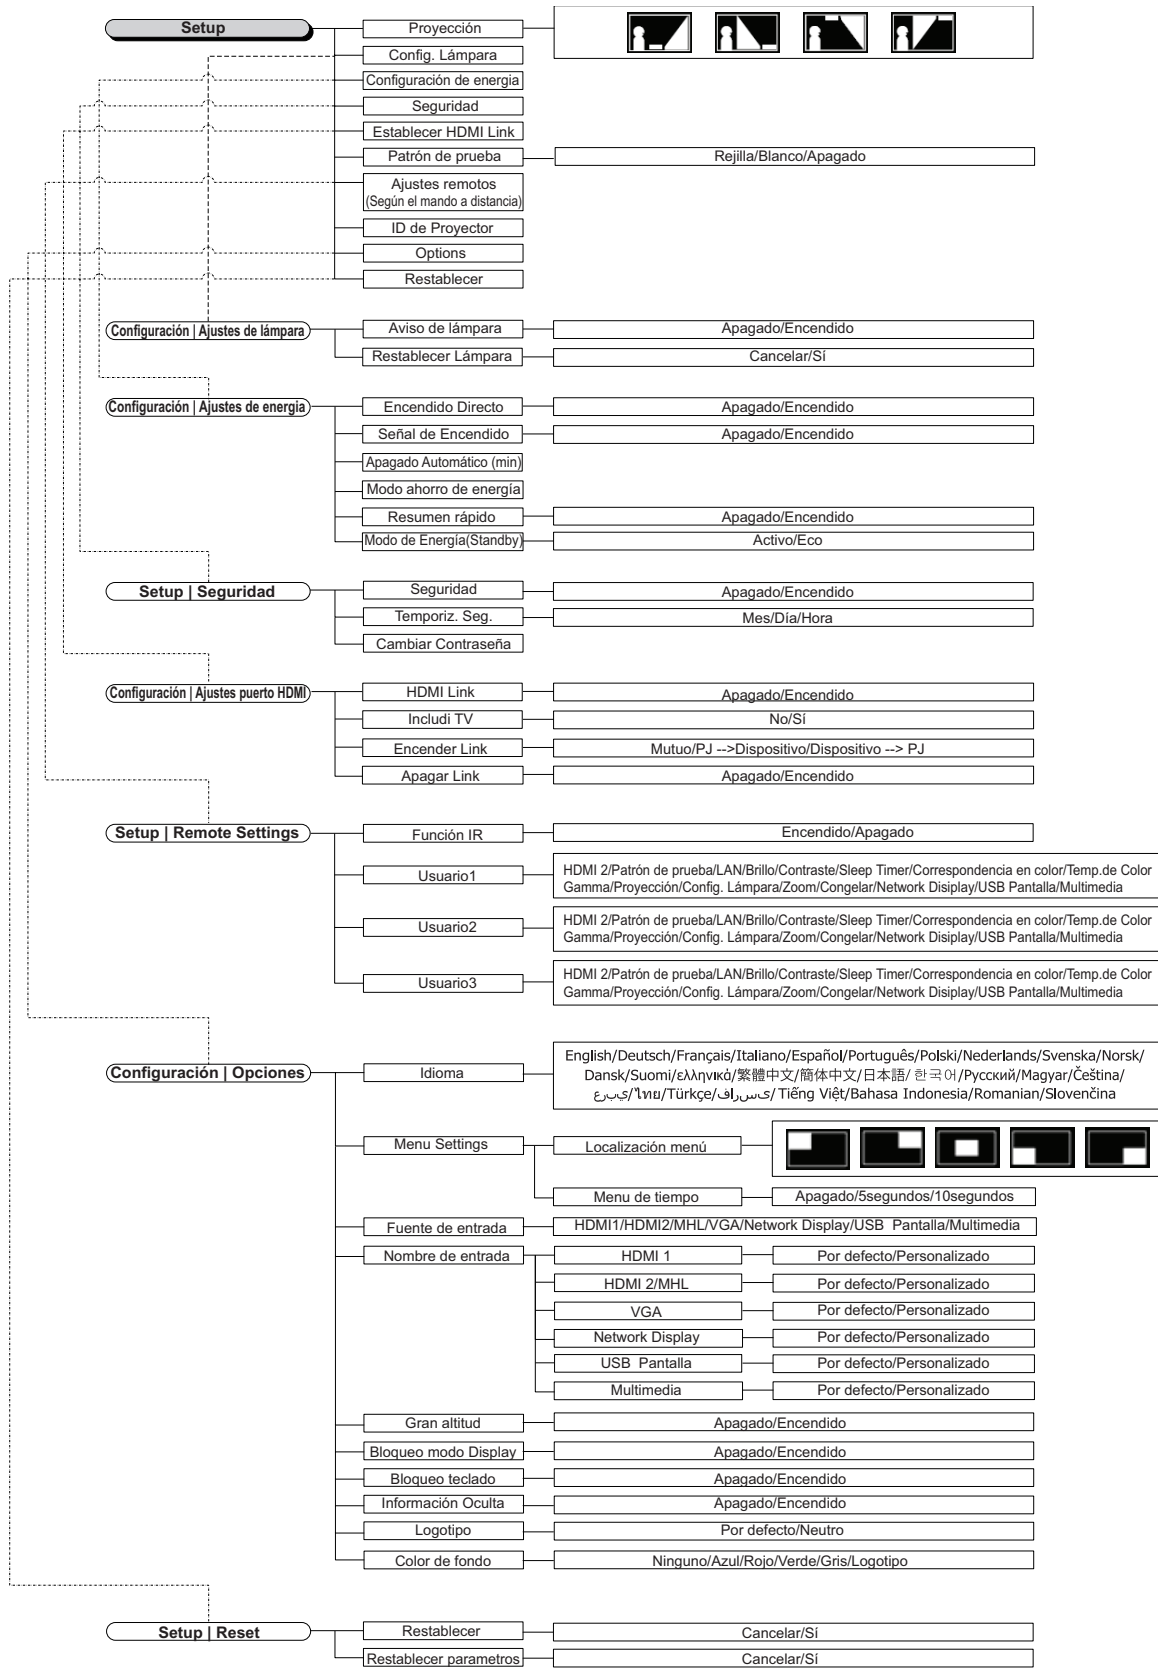 Setup
Proyección
Config. Lámpara
Configuración de energia
Seguridad
Establecer HDMI Link
Patrón de prueba
Rejilla/Blanco/Apagado
Ajustes remotos
(Según el mando a distancia)
ID de Proyector
Options
Restablecer
Configuración | Ajustes de lámpara
Aviso de lámpara
Apagado/Encendido
Restablecer Lámpara
Cancelar/Sí
Configuración | Ajustes de energia
Encendido Directo
Apagado/Encendido
Señal de Encendido
Apagado/Encendido
Apagado Automático (min)
Modo ahorro de energía
Resumen rápido
Apagado/Encendido
Modo de Energía(Standby)
Activo/Eco
Setup | Seguridad
Seguridad
Apagado/Encendido
Temporiz. Seg.
Mes/Día/Hora
Cambiar Contraseña
Configuración | Ajustes puerto HDMI
HDMI Link
Apagado/Encendido
Includi TV
No/Sí
Encender Link
Mutuo/PJ -->Dispositivo/Dispositivo --> PJ
Apagar Link
Apagado/Encendido
Setup | Remote Settings
Función IR
Encendido/Apagado
Usuario1
HDMI 2/Patrón de prueba/LAN/Brillo/Contraste/Sleep Timer/Correspondencia en color/Temp.de Color
Gamma/Proyección/Config. Lámpara/Zoom/Congelar/Network Disiplay/USB Pantalla/Multimedia
Usuario2
HDMI 2/Patrón de prueba/LAN/Brillo/Contraste/Sleep Timer/Correspondencia en color/Temp.de Color
Gamma/Proyección/Config. Lámpara/Zoom/Congelar/Network Disiplay/USB Pantalla/Multimedia
Usuario3
HDMI 2/Patrón de prueba/LAN/Brillo/Contraste/Sleep Timer/Correspondencia en color/Temp.de Color
Gamma/Proyección/Config. Lámpara/Zoom/Congelar/Network Disiplay/USB Pantalla/Multimedia
Configuración | Opciones
Idioma
English/Deutsch/Français/Italiano/Español/Português/Polski/Nederlands/Svenska/Norsk/
Dansk/Suomi/ελληνικά/繁體中文/簡体中文/日本語/한국어/Русский/Magyar/Čeština/
يبرع/ไทย/Türkçe/یسراف/Tiếng Việt/Bahasa Indonesia/Romanian/Slovenčina
Menu Settings
Localización menú
Menu de tiempo
Apagado/5segundos/10segundos
Fuente de entrada
HDMI1/HDMI2/MHL/VGA/Network Display/USB Pantalla/Multimedia
Nombre de entrada
HDMI 1
Por defecto/Personalizado
HDMI 2/MHL
Por defecto/Personalizado
VGA
Por defecto/Personalizado
Network Display
Por defecto/Personalizado
USB Pantalla
Por defecto/Personalizado
Multimedia
Por defecto/Personalizado
Gran altitud
Apagado/Encendido
Bloqueo modo Display
Apagado/Encendido
Bloqueo teclado
Apagado/Encendido
Información Oculta
Apagado/Encendido
Logotipo
Por defecto/Neutro
Color de fondo
Ninguno/Azul/Rojo/Verde/Gris/Logotipo
Setup | Reset
Restablecer
Cancelar/Sí
Restablecer parametros
Cancelar/Sí